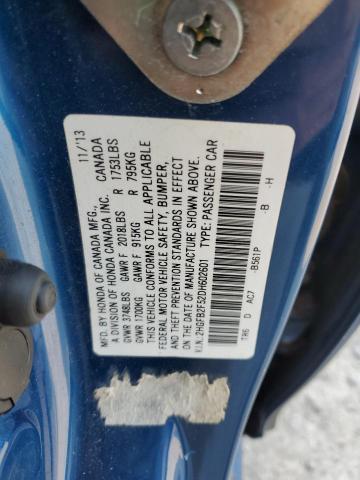 MFD. BY HONDA OF CANADA MFG., CANADA 11/13
A DIVISION OF HONDA CANADA INC.
GVWR 3748LBS GAWR F 2018LBS R 1753LBS
GVWR 1700KG GAWR F 915KG R 795KG
THIS VEHICLE CONFORMS TO ALL APPLICABLE
FEDERAL MOTOR VEHICLE SAFETY, BUMPER,
AND THEFT PREVENTION STANDARDS IN EFFECT
ON THE DATE OF MANUFACTURE SHOWN ABOVE.
V.I.N.: 2HGFB2F52DH602601 TYPE: PASSENGER CAR
TR6 D AC7 -B561P -B -H